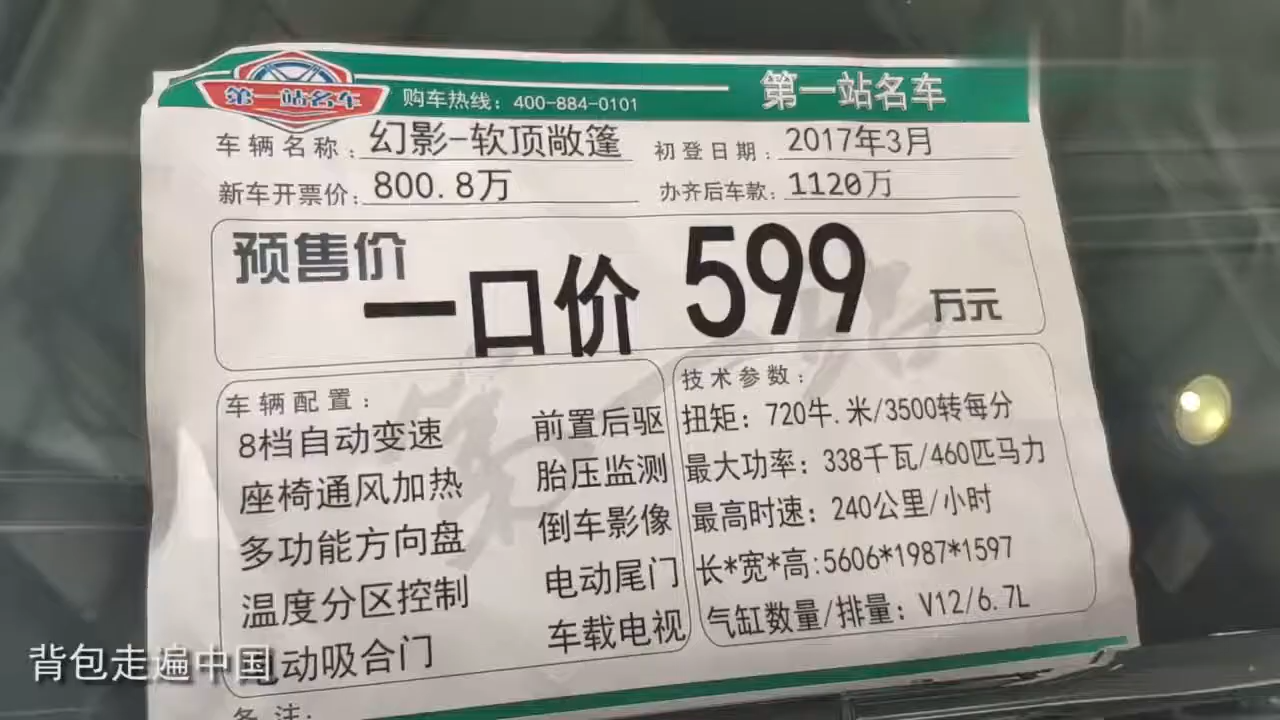 第一站名车 购车热线：400-884-0101 第一站名车
车辆名称：幻影-软顶敞篷 初登日期：2017年3月
新车开票价：800.8万 办齐后车款：1120万
预售价
一口价 599 万元
车辆配置：
8档自动变速 前置后驱
座椅通风加热 胎压监测
多功能方向盘 倒车影像
温度分区控制 电动尾门
电动吸合门 车载电视
技术参数：
扭矩：720牛.米/3500转每分
最大功率：338千瓦/460匹马力
最高时速：240公里/小时
长*宽*高:5606*1987*1597
气缸数量/排量：V12/6.7L
备注：
背包走遍中国